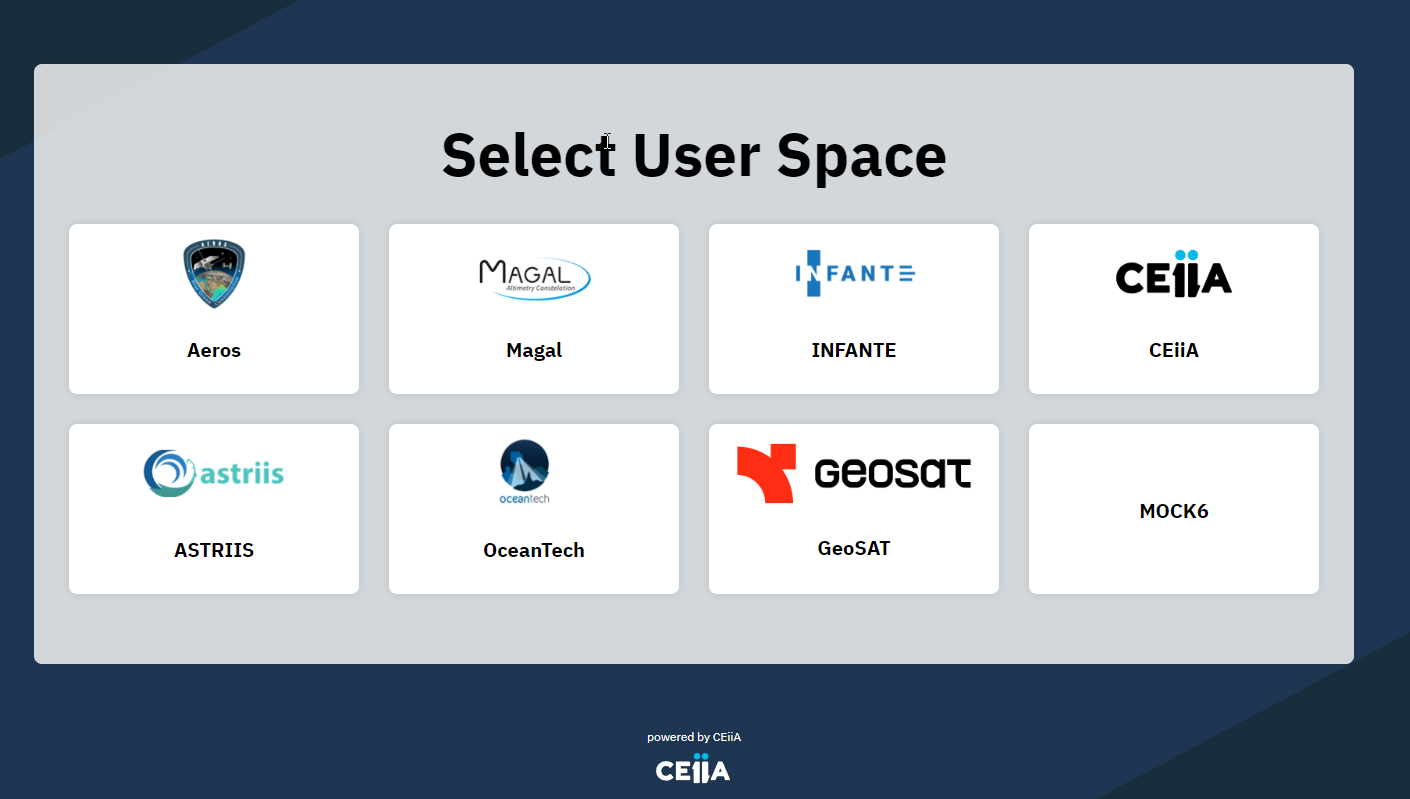 Select User Space
AEROS
MAGAL
Altimetry Constelation
INFANTE
CEiiA
Aeros
Magal
INFANTE
CEiiA
astriis
oceantech
GEOSAT
MOCK6
ASTRIIS
OceanTech
GeoSAT
powered by CEiiA
CEiiA